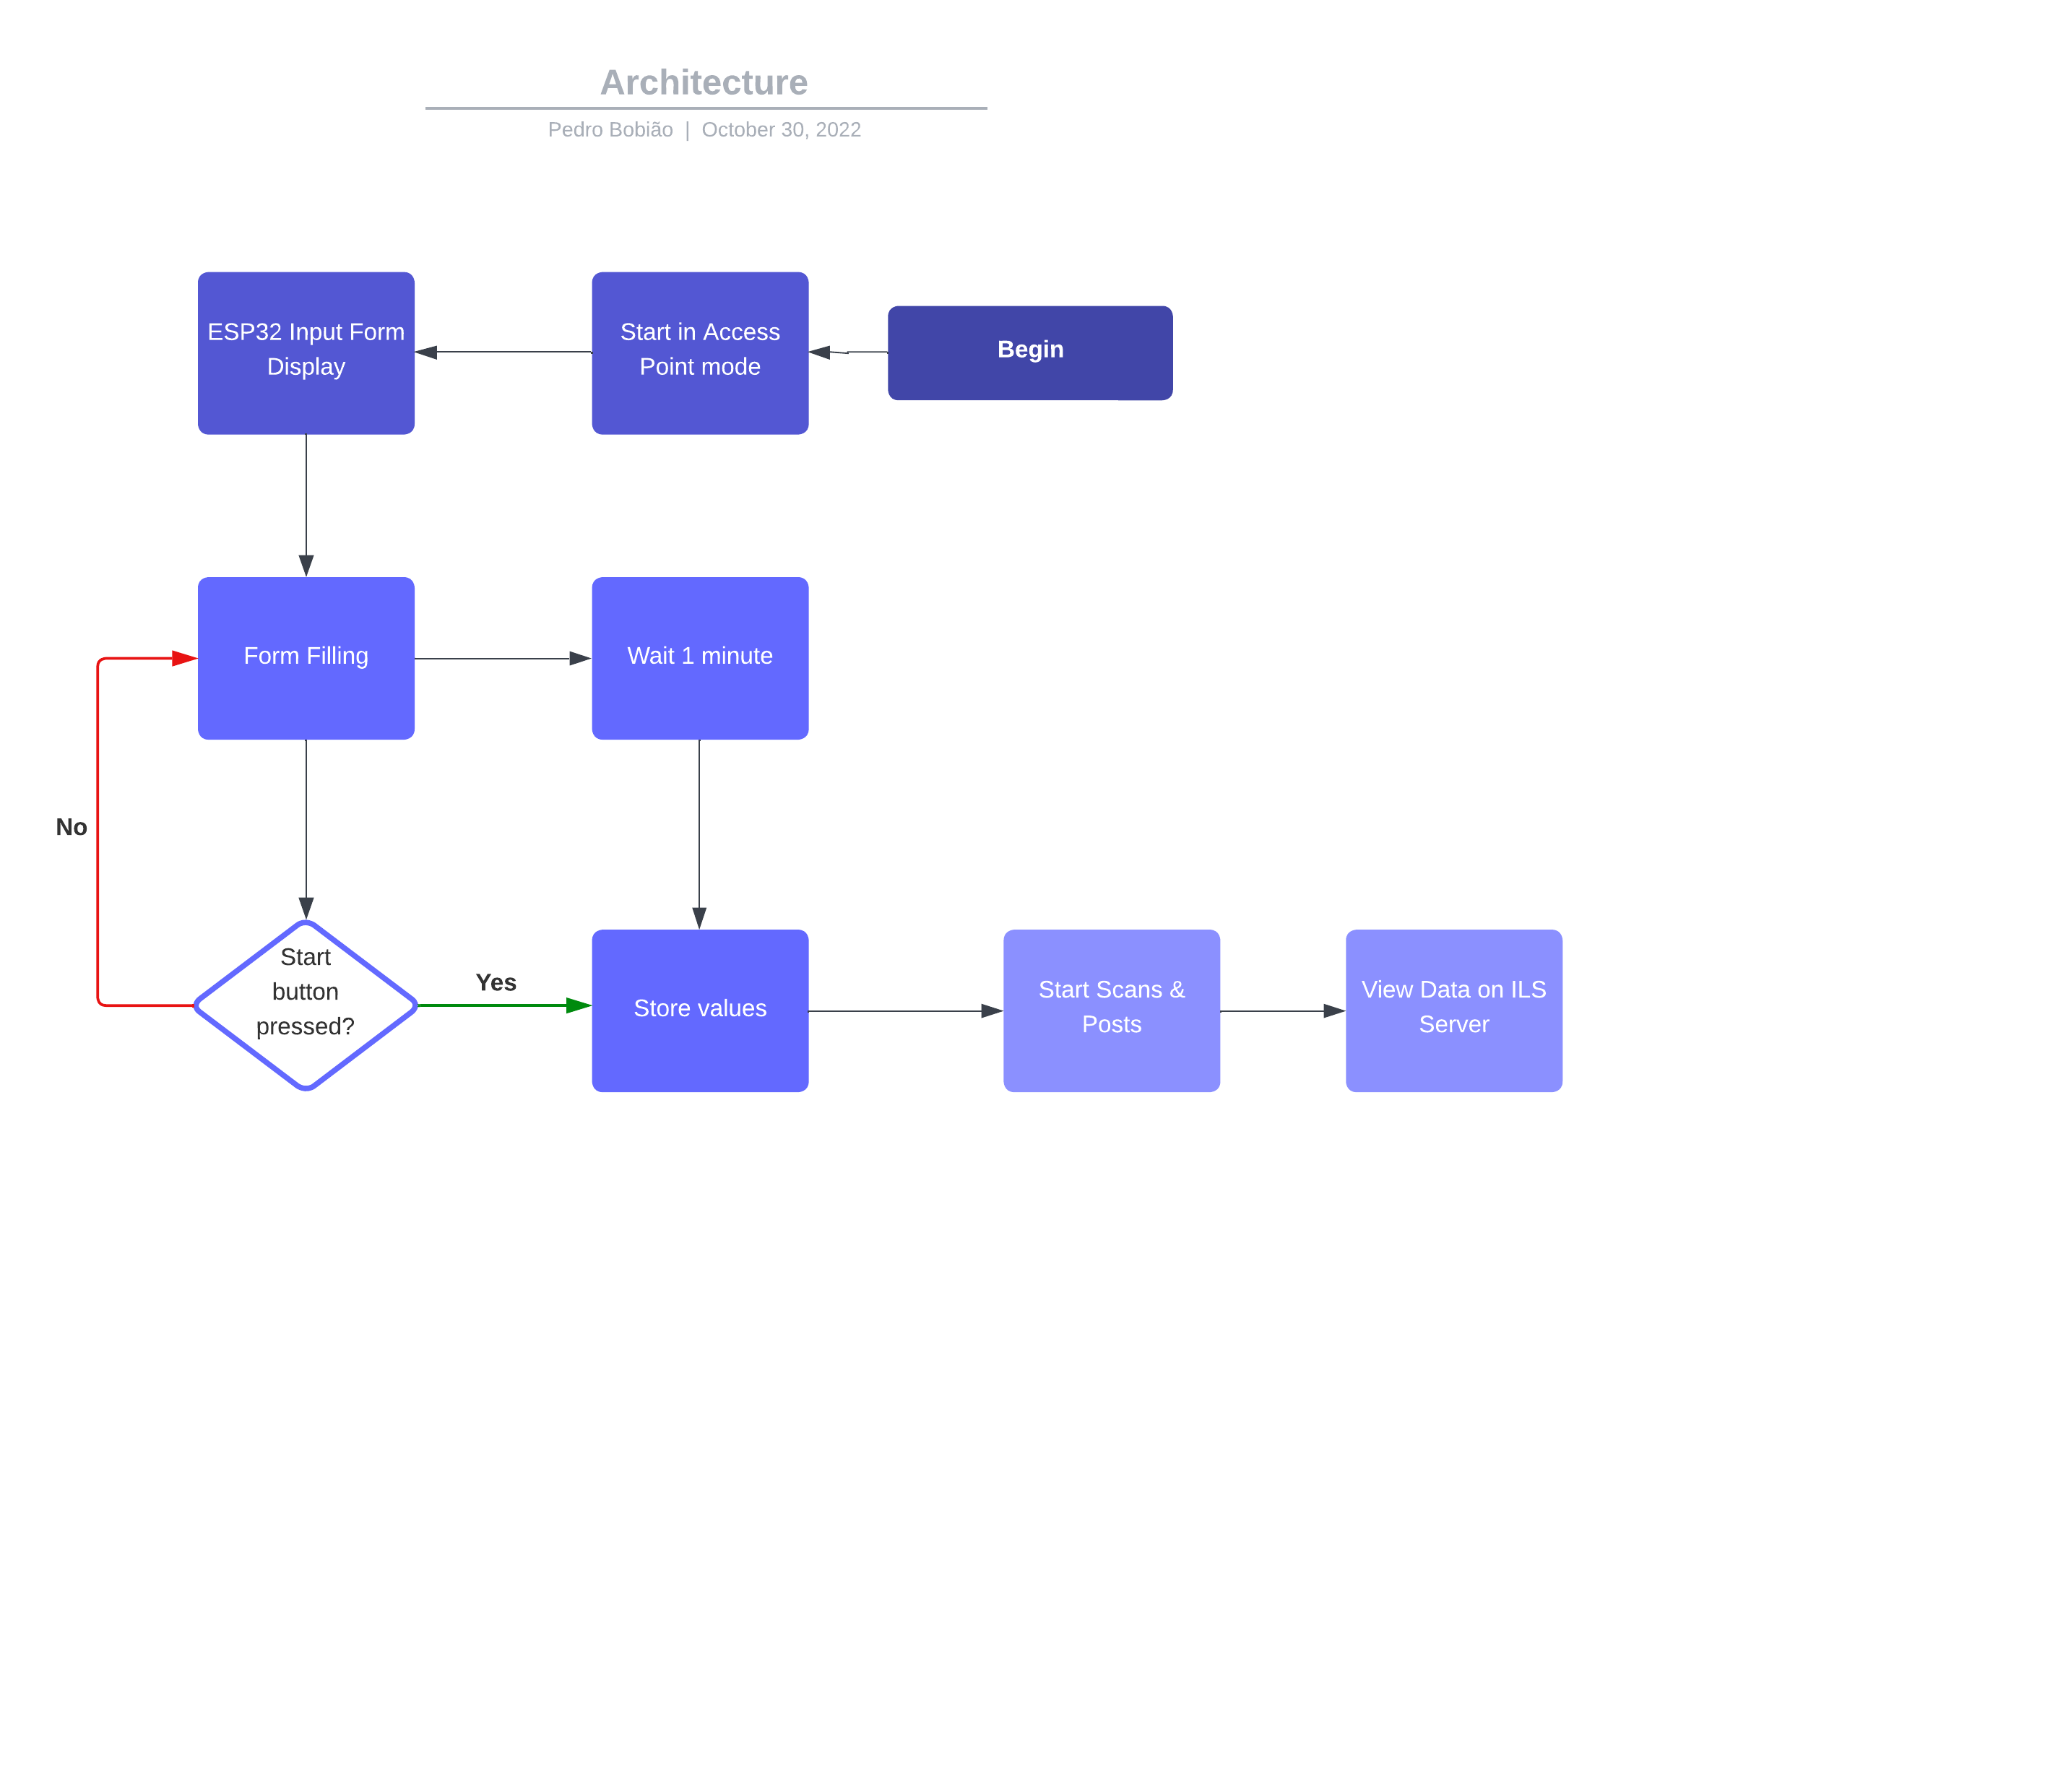 Architecture
Pedro Bobião | October 30, 2022
ESP32 Input Form
Display
Start in Access
Point mode
Begin
Form Filling
Wait 1 minute
No
Start
button
pressed?
Yes
Store values
Start Scans &
Posts
View Data on ILS
Server